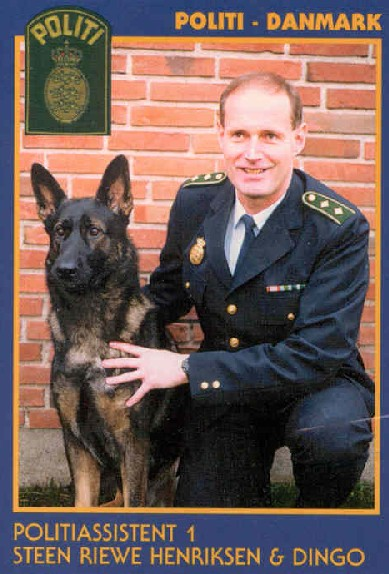 POLITI
POLITI - DANMARK
POLITIASSISTENT 1
STEEN RIEWE HENRIKSEN & DINGO